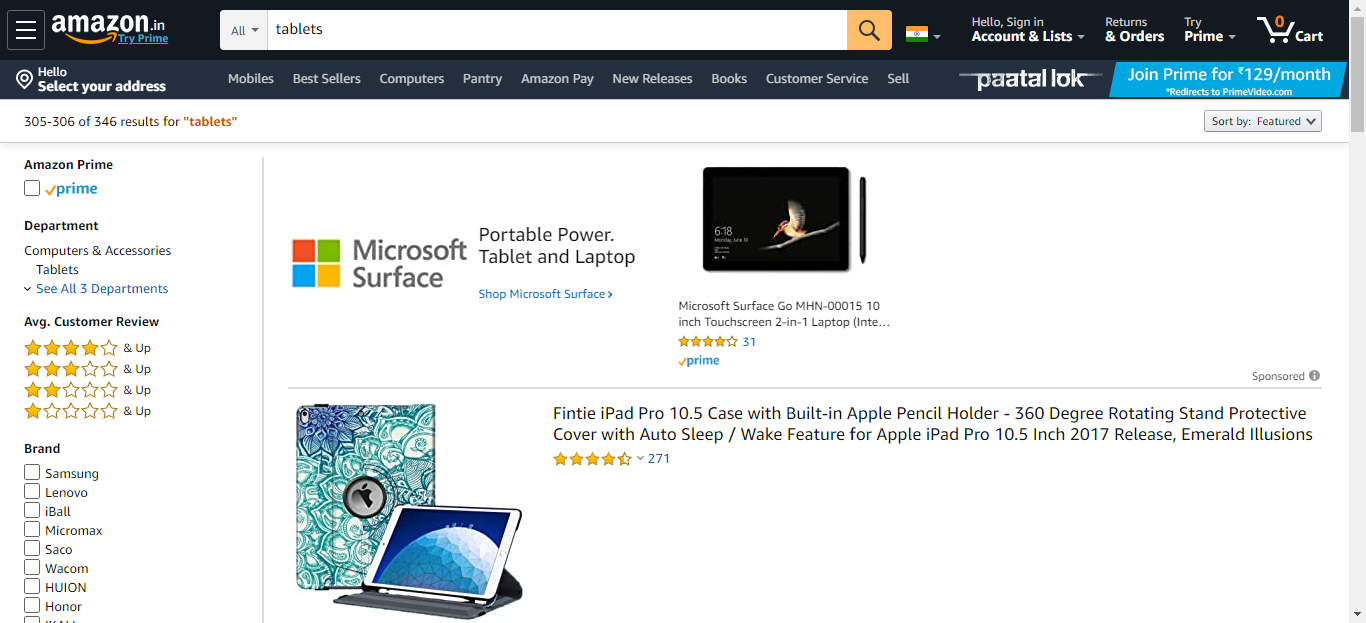 amazon.in
Try Prime
All
tablets
Hello, Sign in
Account & Lists
Returns
& Orders
Try
Prime
0
Cart
Hello
Select your address
Mobiles
Best Sellers
Computers
Pantry
Amazon Pay
New Releases
Books
Customer Service
Sell
paatal lok
Join Prime for ₹129/month
*Redirects to PrimeVideo.com
305-306 of 346 results for "tablets"
Sort by: Featured
Amazon Prime
prime
Department
Computers & Accessories
Tablets
See All 3 Departments
Avg. Customer Review
& Up
& Up
& Up
& Up
Brand
Samsung
Lenovo
iBall
Micromax
Saco
Wacom
HUION
Honor
Microsoft
Surface
Portable Power.
Tablet and Laptop
Shop Microsoft Surface
6:18
Monday, June 18
Microsoft Surface Go MHN-00015 10
inch Touchscreen 2-in-1 Laptop (Inte…
31
prime
Sponsored
Fintie iPad Pro 10.5 Case with Built-in Apple Pencil Holder - 360 Degree Rotating Stand Protective
Cover with Auto Sleep / Wake Feature for Apple iPad Pro 10.5 Inch 2017 Release, Emerald Illusions
271